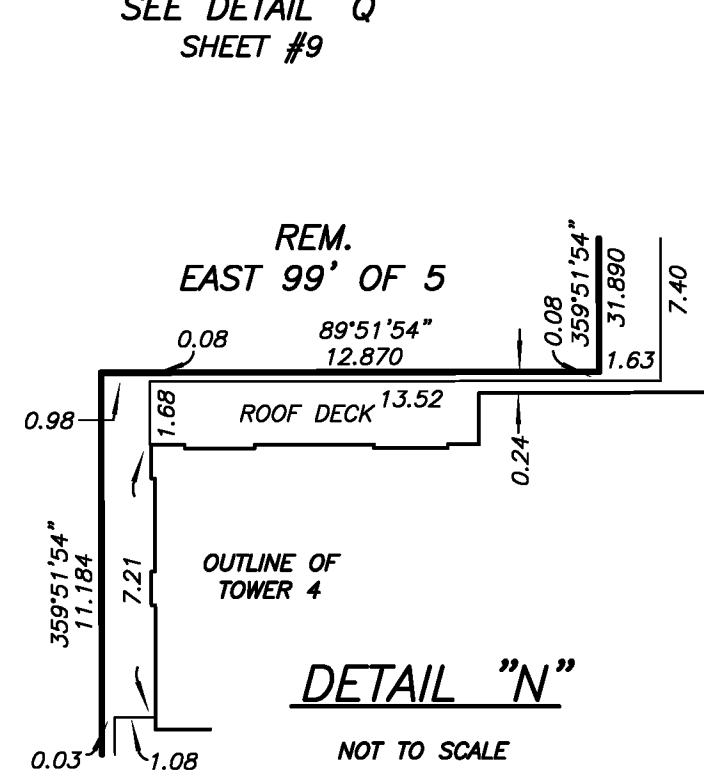 SEE DETAIL "Q"
SHEET #9
REM.
EAST 99' OF 5
0.08
89°51'54"
12.870
0.08
359°51'54"
31.890
7.40
1.63
0.98
1.68
ROOF DECK
13.52
0.24
359°51'54"
11.184
7.21
OUTLINE OF
TOWER 4
DETAIL "N"
NOT TO SCALE
0.03
1.08